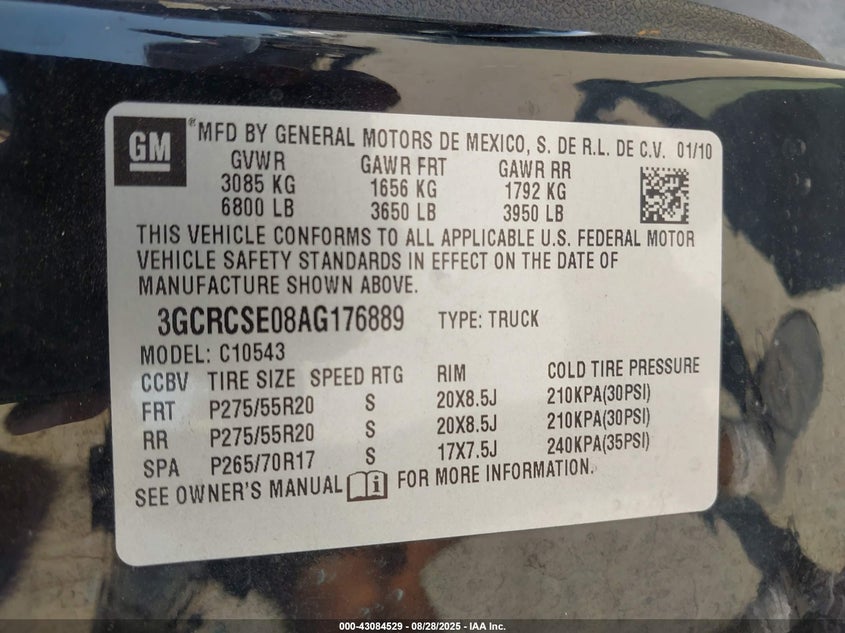 GM ® MFD BY GENERAL MOTORS DE MEXICO, S. DE R.L. DE C.V. 01/10
GVWR GAWR FRT GAWR RR
3085 KG 1656 KG 1792 KG
6800 LB 3650 LB 3950 LB
THIS VEHICLE CONFORMS TO ALL APPLICABLE U.S. FEDERAL MOTOR
VEHICLE SAFETY STANDARDS IN EFFECT ON THE DATE OF
MANUFACTURE SHOWN ABOVE.
3GCRCSE08AG176889 TYPE: TRUCK
MODEL: C10543
CCBV TIRE SIZE SPEED RTG RIM COLD TIRE PRESSURE
FRT P275/55R20 S 20X8.5J 210KPA(30PSI)
RR P275/55R20 S 20X8.5J 210KPA(30PSI)
SPA P265/70R17 S 17X7.5J 240KPA(35PSI)
SEE OWNER'S MANUAL i FOR MORE INFORMATION.
000-43084529 - 08/28/2025 - IAA Inc.